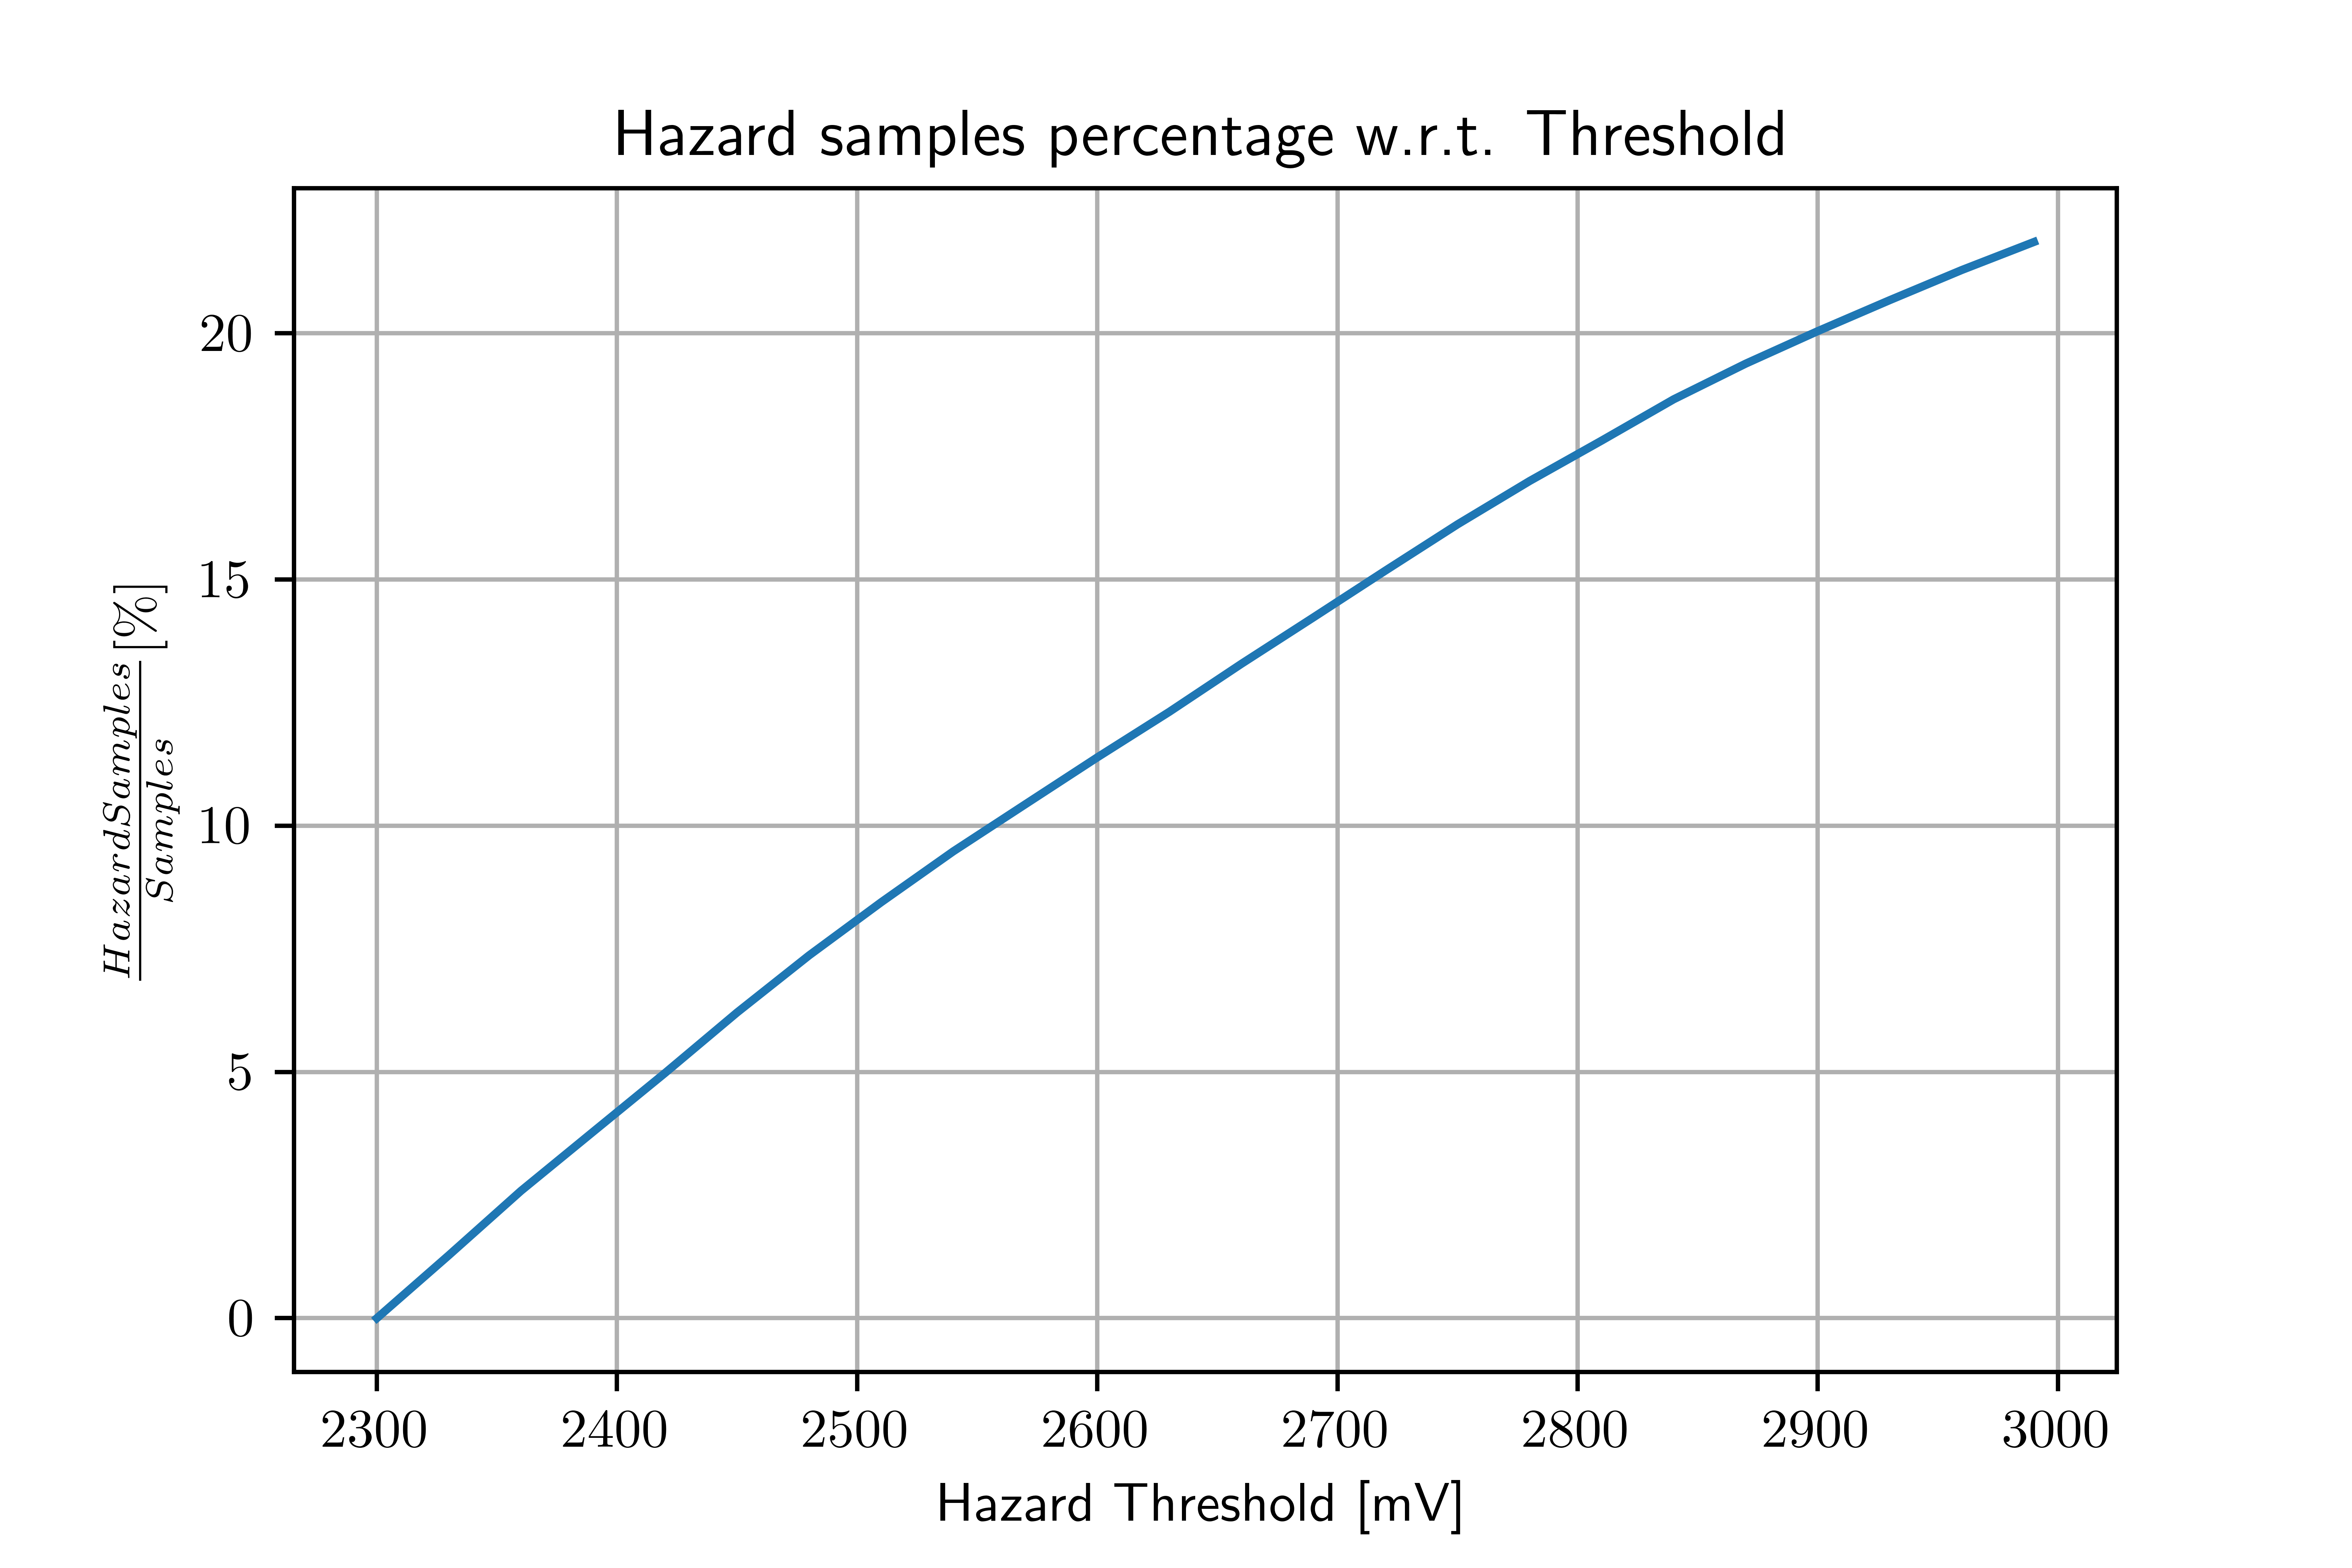 Hazard samples percentage w.r.t. Threshold
HazardSamples
Samples
[%]
20
15
10
5
0
2300 2400 2500 2600 2700 2800 2900 3000
Hazard Threshold [mV]